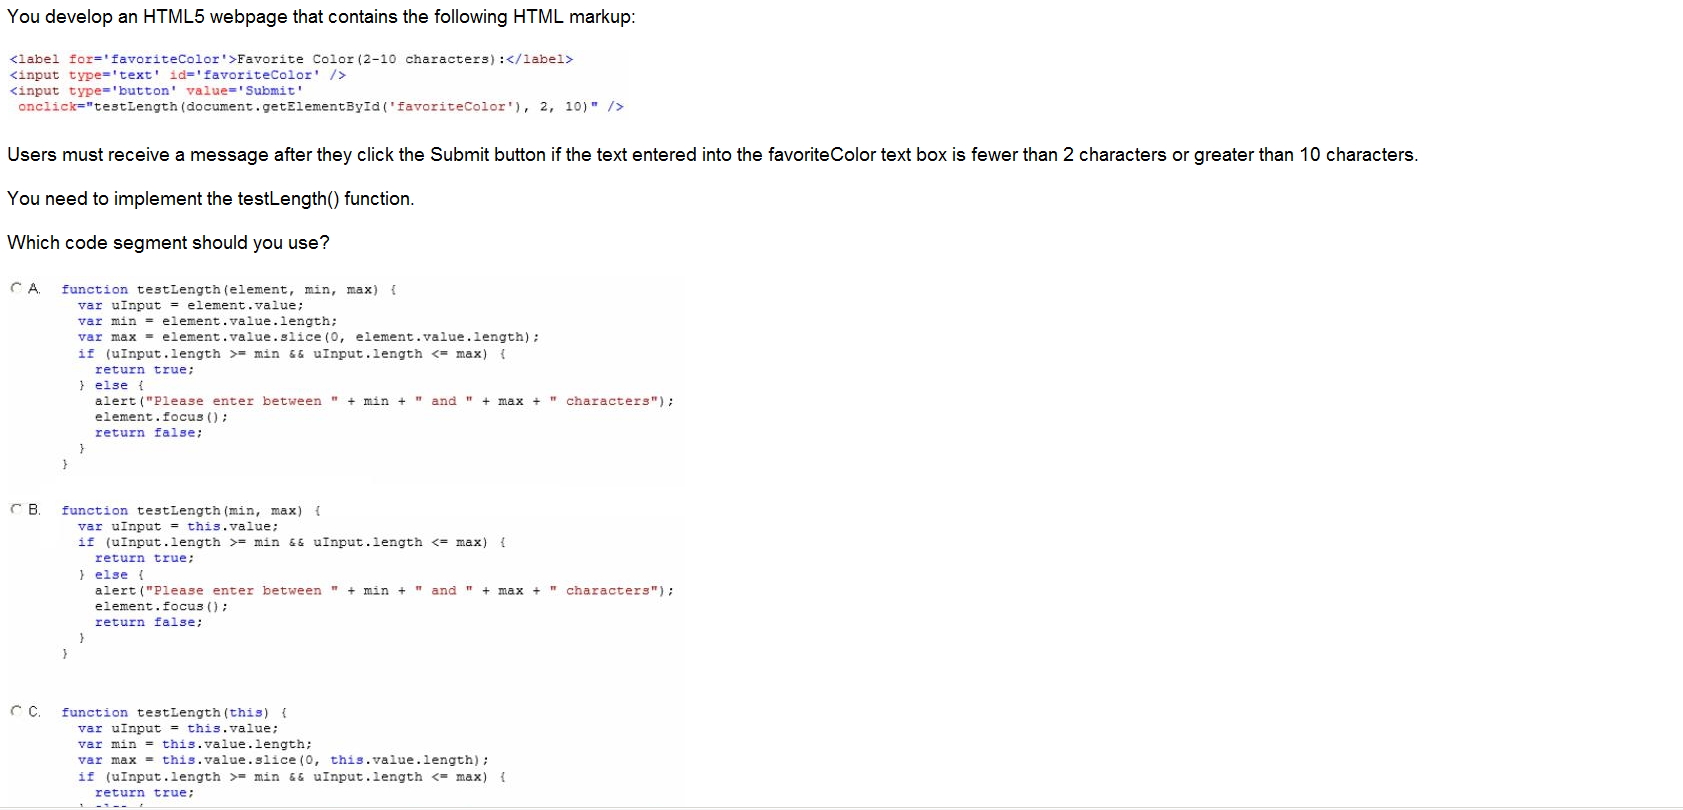 You develop an HTML5 webpage that contains the following HTML markup:
<label for='favoriteColor'>Favorite Color(2-10 characters):</label>
<input type='text' id='favoriteColor' />
<input type='button' value='Submit'
onclick="testLength(document.getElementById('favoriteColor'), 2, 10)" />
Users must receive a message after they click the Submit button if the text entered into the favoriteColor text box is fewer than 2 characters or greater than 10 characters.
You need to implement the testLength() function.
Which code segment should you use?
A. function testLength(element, min, max) {
var uInput = element.value;
var min = element.value.length;
var max = element.value.slice(0, element.value.length);
if (uInput.length >= min && uInput.length <= max) {
return true;
} else {
alert("Please enter between " + min + " and " + max + " characters");
element.focus();
return false;
}
}
B. function testLength(min, max) {
var uInput = this.value;
if (uInput.length >= min && uInput.length <= max) {
return true;
} else {
alert("Please enter between " + min + " and " + max + " characters");
element.focus();
return false;
}
}
C. function testLength(this) {
var uInput = this.value;
var min = this.value.length;
var max = this.value.slice(0, this.value.length);
if (uInput.length >= min && uInput.length <= max) {
return true;